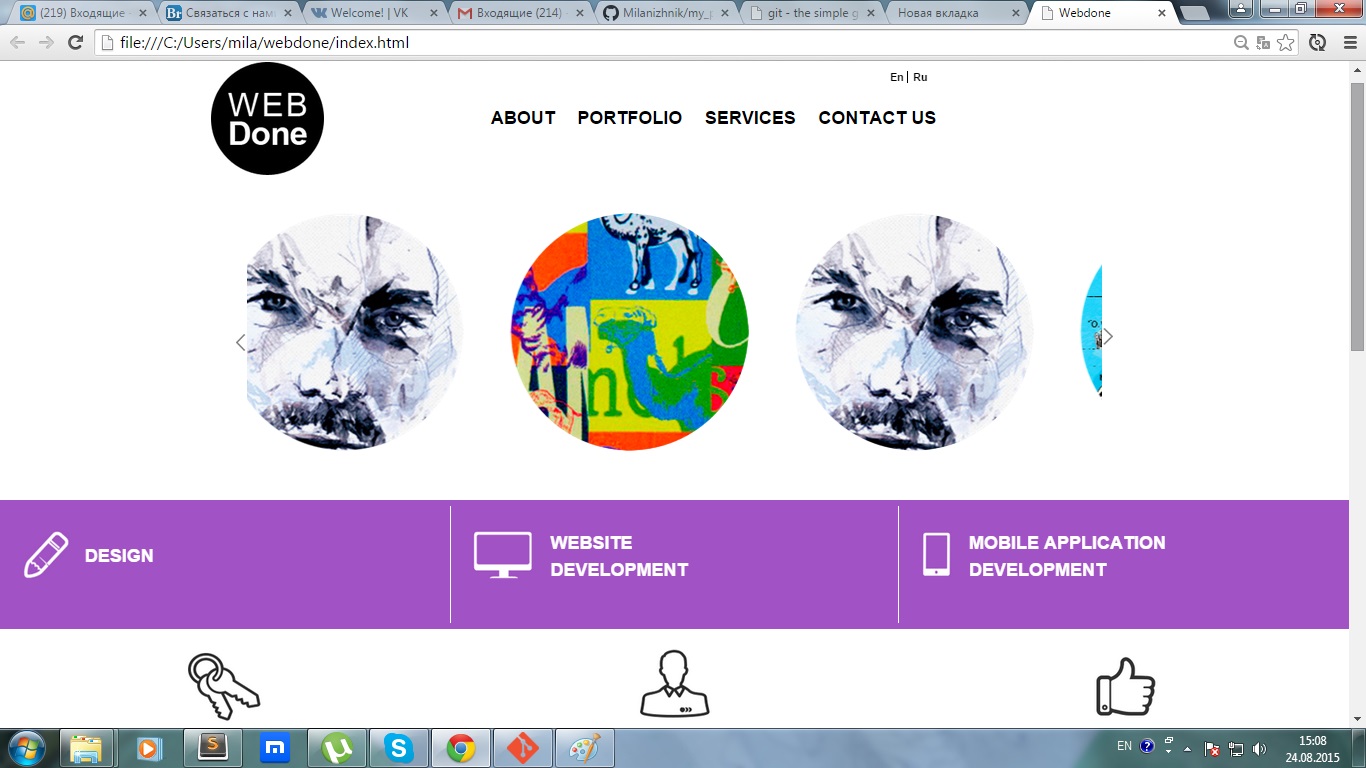 (219) Входящие
Связаться с нам
Welcome! | VK
Входящие (214)
Milanizhnik/my_p
git - the simple g
Новая вкладка
Webdone
file:///C:/Users/mila/webdone/index.html
En | Ru
WEB
Done
ABOUT PORTFOLIO SERVICES CONTACT US
DESIGN
WEBSITE
DEVELOPMENT
MOBILE APPLICATION
DEVELOPMENT
EN
15:08
24.08.2015